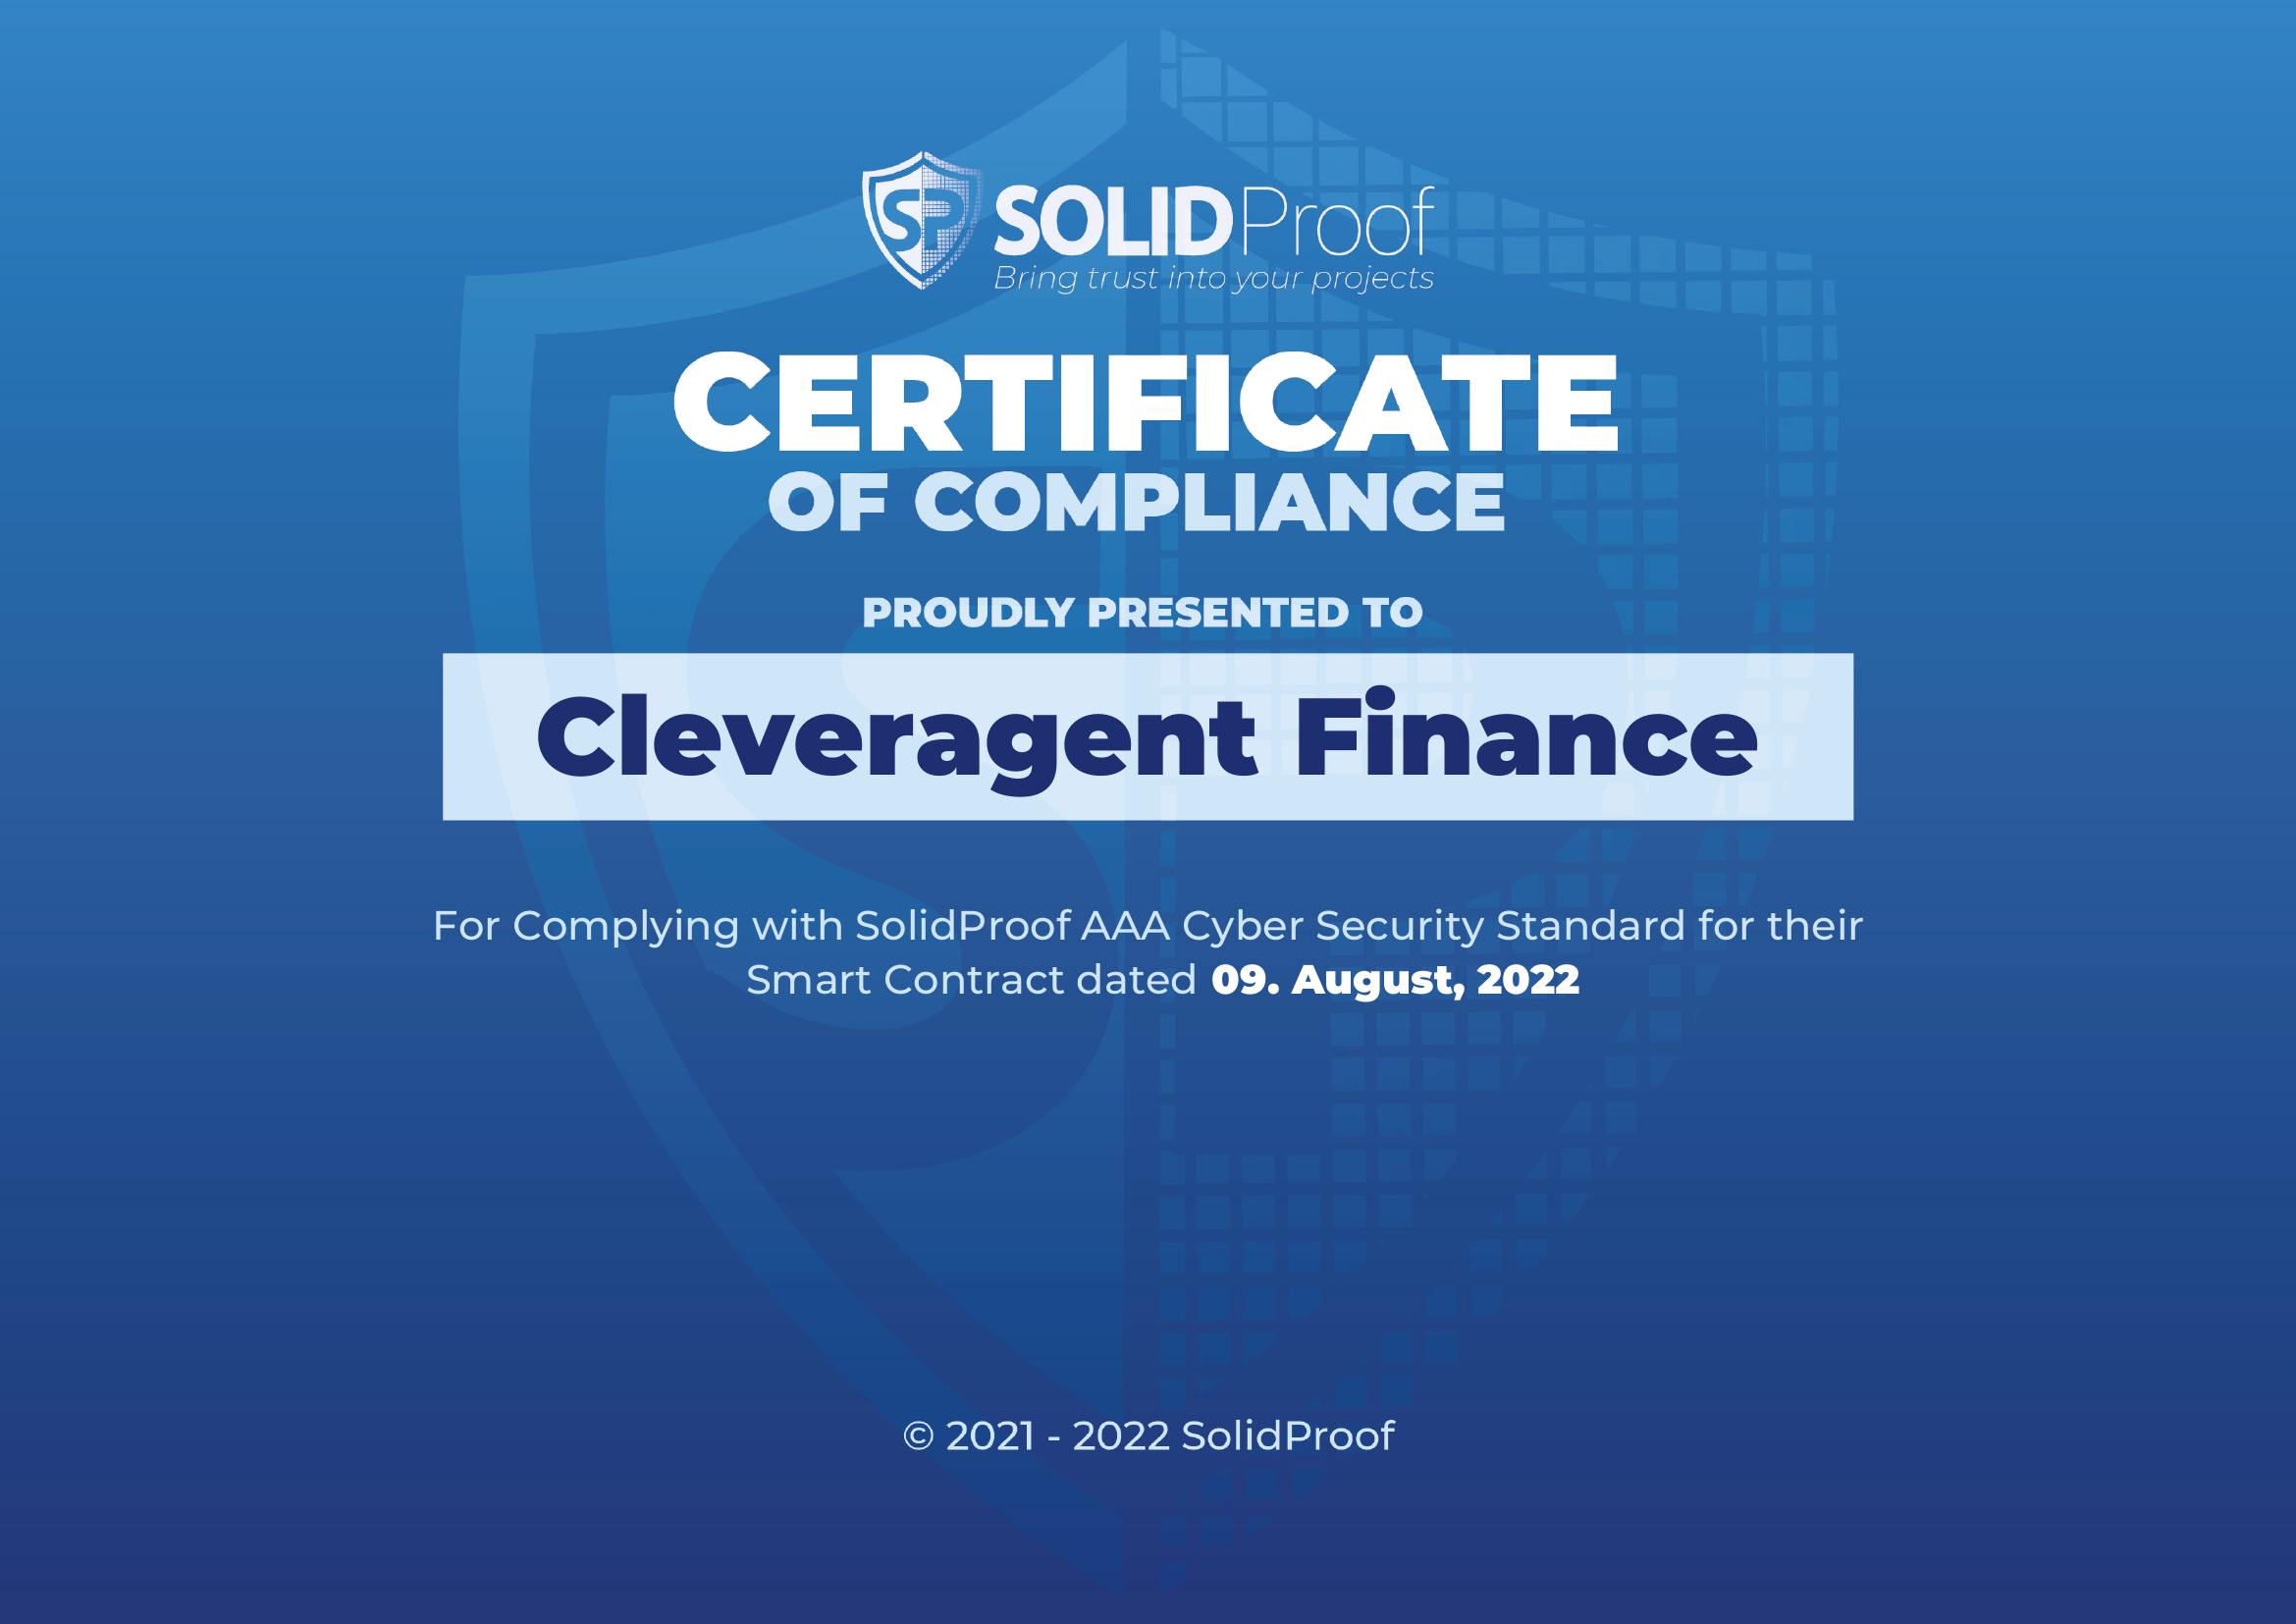 SP SOLIDProof
Bring trust into your projects
CERTIFICATE
OF COMPLIANCE
PROUDLY PRESENTED TO
Cleveragent Finance
For Complying with SolidProof AAA Cyber Security Standard for their
Smart Contract dated 09. August, 2022
© 2021 - 2022 SolidProof